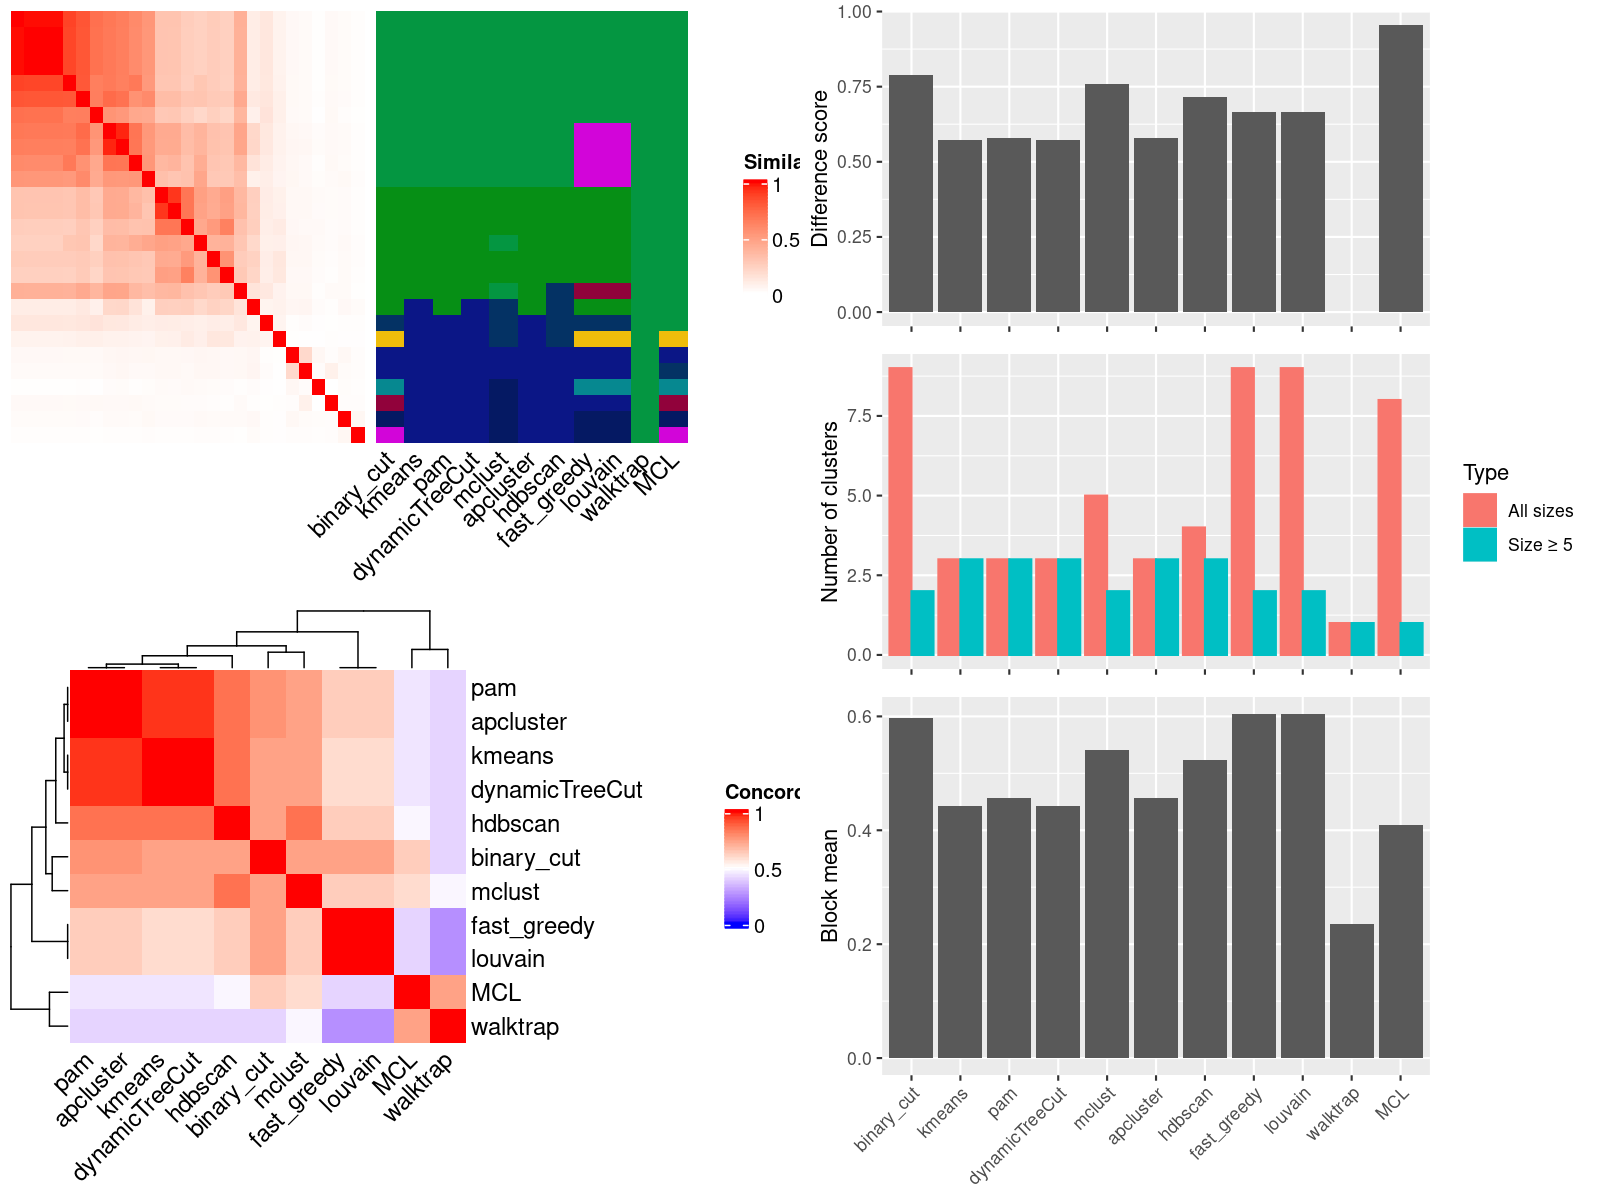 Simila
1
0.5
0
binary_cut
kmeans
pam
dynamicTreeCut
mclust
apcluster
hdbscan
fast_greedy
louvain
walktrap
MCL
pam
apcluster
kmeans
dynamicTreeCut
hdbscan
binary_cut
mclust
fast_greedy
louvain
MCL
walktrap
Concord
1
0.5
0
pam
apcluster
kmeans
dynamicTreeCut
hdbscan
binary_cut
mclust
fast_greedy
louvain
MCL
walktrap
Difference score
1.00
0.75
0.50
0.25
0.00
Number of clusters
7.5
5.0
2.5
0.0
Type
All sizes
Size ≥ 5
Block mean
0.6
0.4
0.2
0.0
binary_cut
kmeans
pam
dynamicTreeCut
mclust
apcluster
hdbscan
fast_greedy
louvain
walktrap
MCL